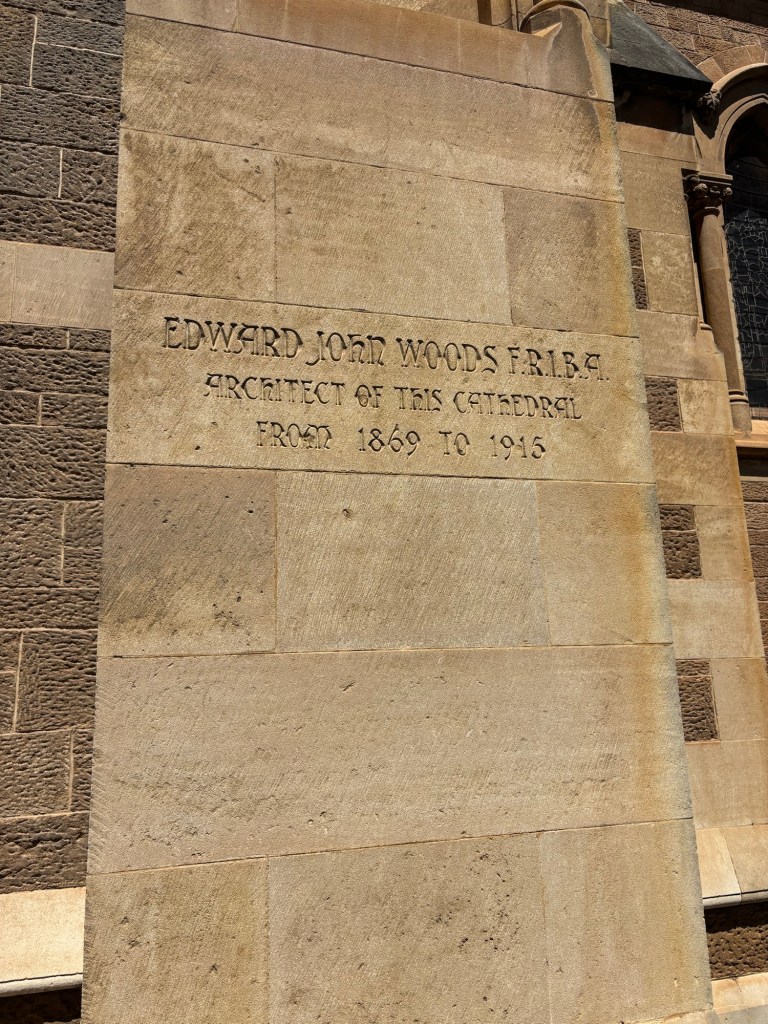 EDWARD JOHN WOODS F.R.I.B.A.
ARCHITECT OF THIS CATHEDRAL
FROM 1869 TO 1915